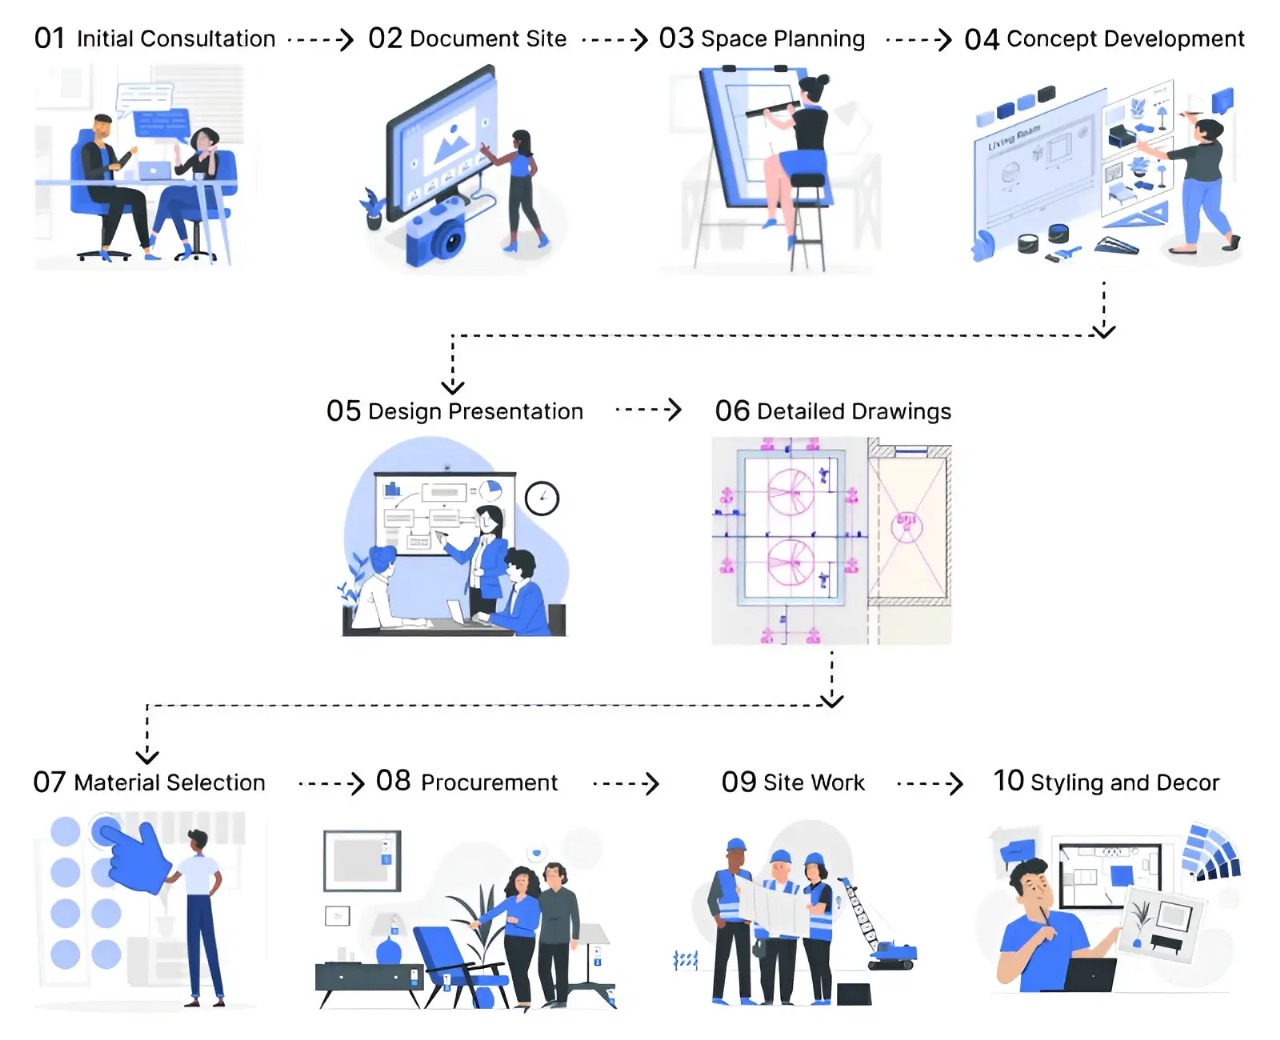 01 Initial Consultation
02 Document Site
03 Space Planning
04 Concept Development
Living Room
05 Design Presentation
06 Detailed Drawings
07 Material Selection
08 Procurement
09 Site Work
10 Styling and Decor